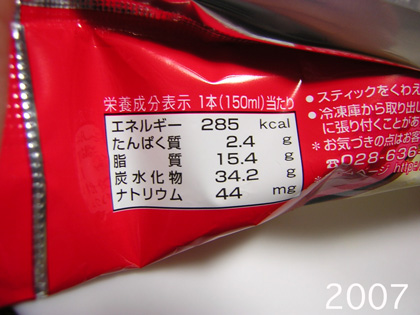 栄養成分表示 1本(150ml)当たり
エネルギー 285 kcal
たんぱく質 2.4 g
脂質 15.4 g
炭水化物 34.2 g
ナトリウム 44 mg
●スティックをくわえ
●冷凍庫から取り出
に張り付くことがあ
＊お気づきの点はお客
☎028-636-
ページ http
2007